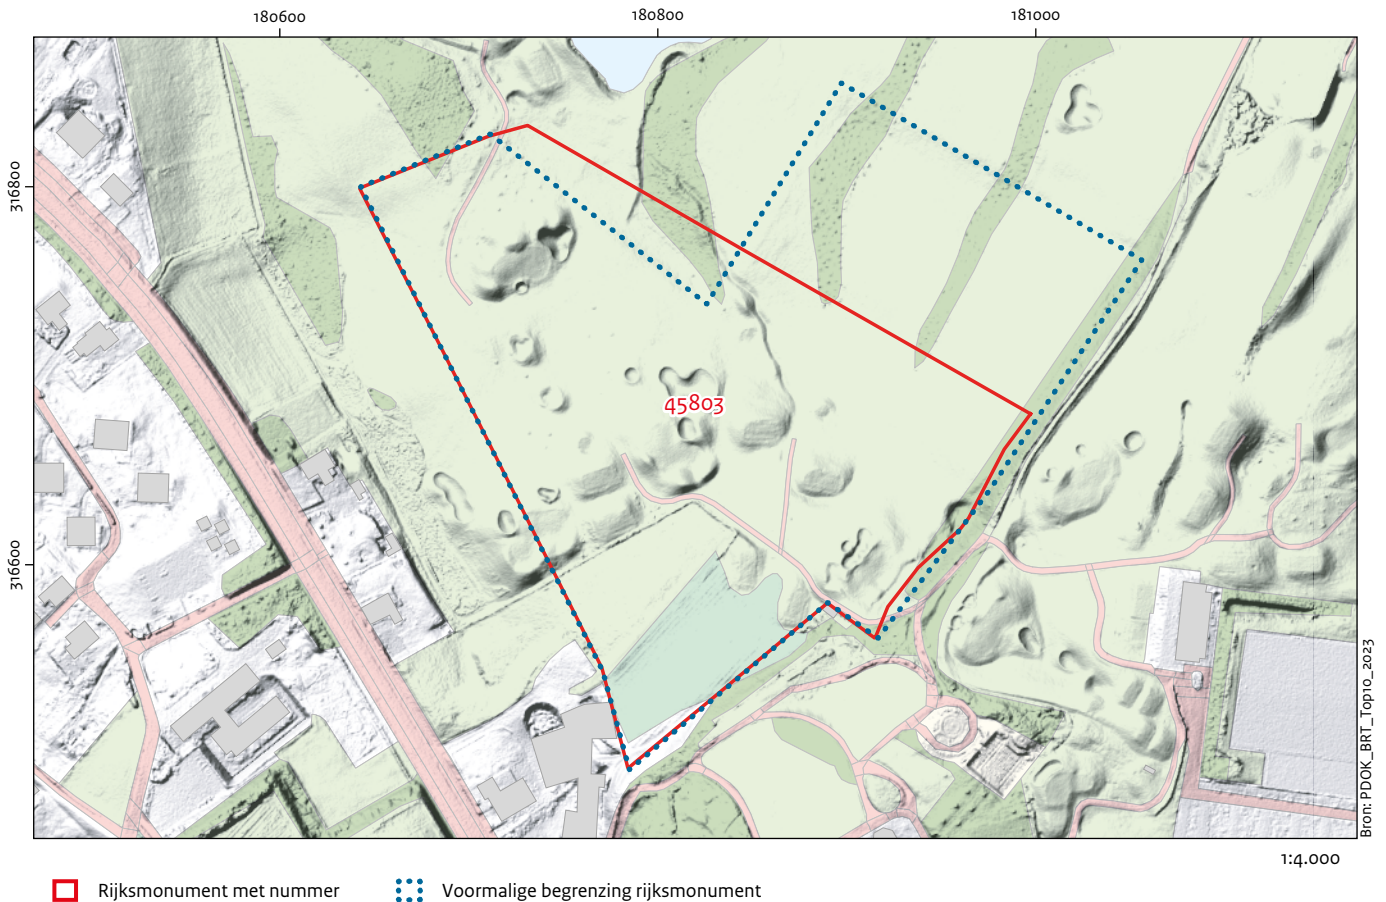 180600
180800
181000
316800
316600
45803
Bron: PDOK_BRT_Top10_2023
1:4.000
Rijksmonument met nummer
Voormalige begrenzing rijksmonument